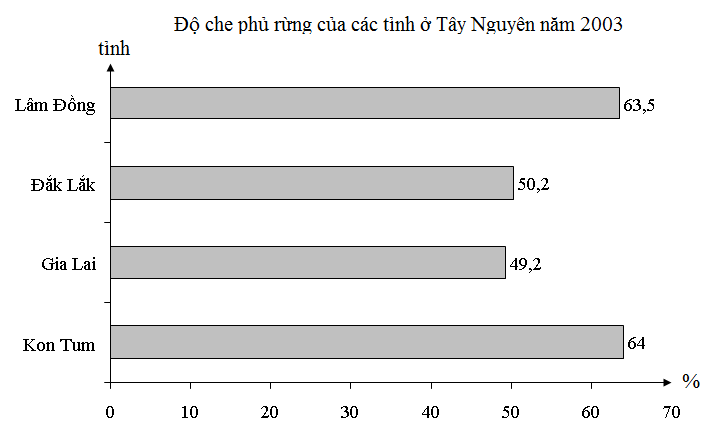 Độ che phủ rừng của các tỉnh ở Tây Nguyên năm 2003
tỉnh
Lâm Đồng
63,5
Đắk Lắk
50,2
Gia Lai
49,2
Kon Tum
64
%
0 10 20 30 40 50 60 70